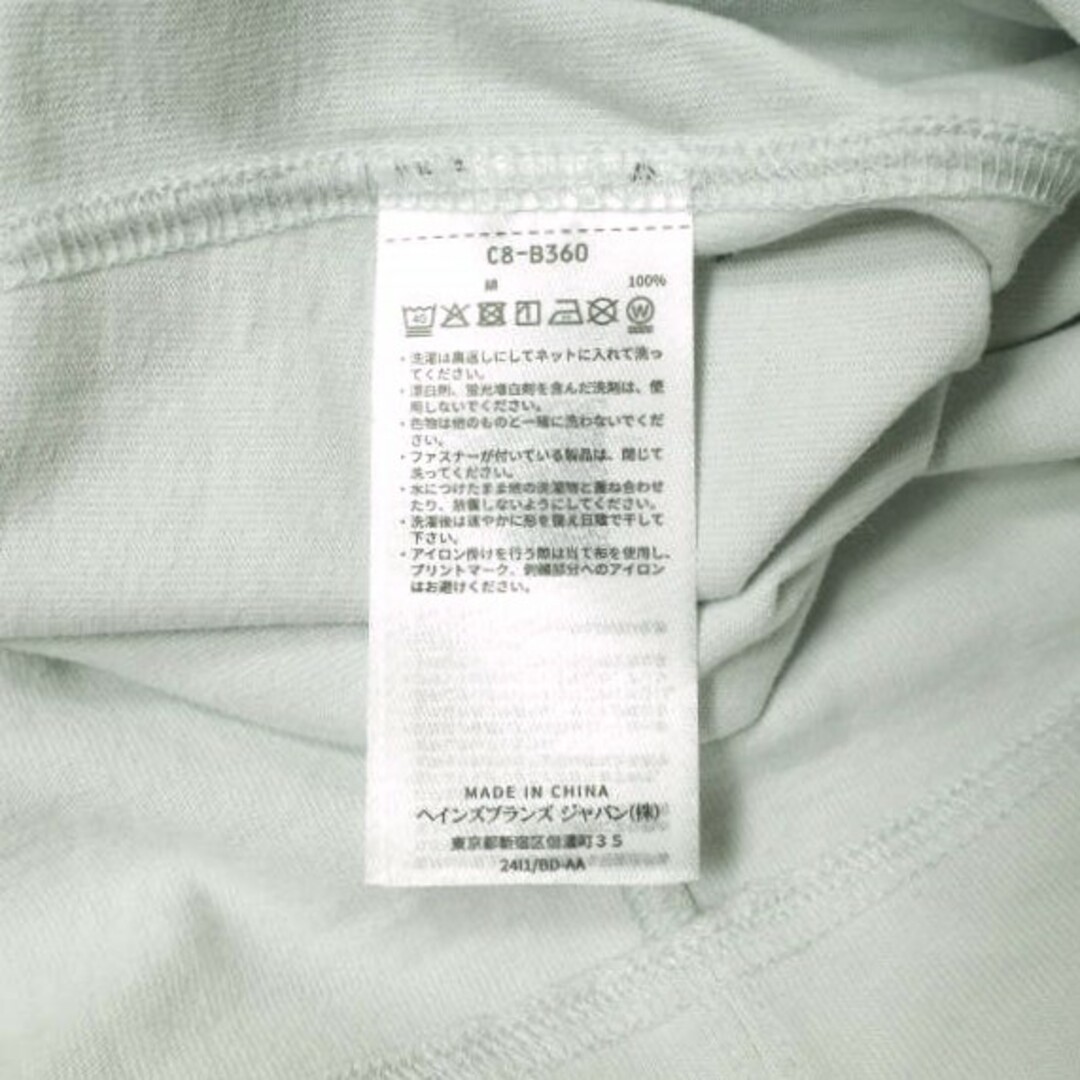 C8-B360
綿 100%
40
W
・洗濯は裏返しにしてネットに入れて洗っ
てください。
・漂白剤、蛍光増白剤を含んだ洗剤は、使
用しないでください。
・色物は他のものと一緒に洗わないでくだ
さい。
・ファスナーが付いている製品は、閉じて
洗ってください。
・水につけたまま他の洗濯物と重ね合わせ
たり、放置しないようにしてください。
・洗濯後は速やかに形を整え日陰で干して
下さい。
・アイロン掛けを行う際は当て布を使用し、
プリントマーク、刺繍部分へのアイロン
はお避けください。
MADE IN CHINA
ヘインズブランズ ジャパン(株)
東京都新宿区信濃町35
24I1/BD-AA